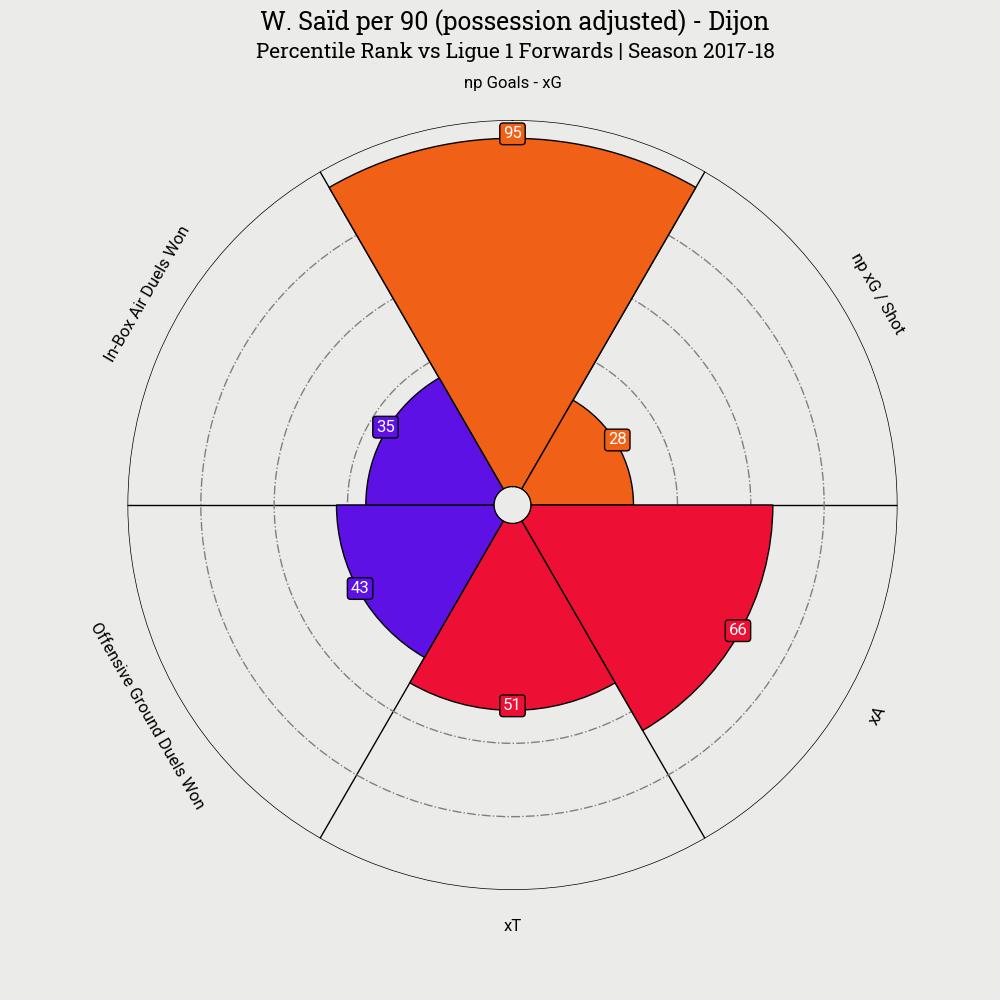 W. Saïd per 90 (possession adjusted) - Dijon
Percentile Rank vs Ligue 1 Forwards | Season 2017-18
np Goals - xG
95
In-Box Air Duels Won
np xG / Shot
35
28
43
66
51
Offensive Ground Duels Won
xA
xT